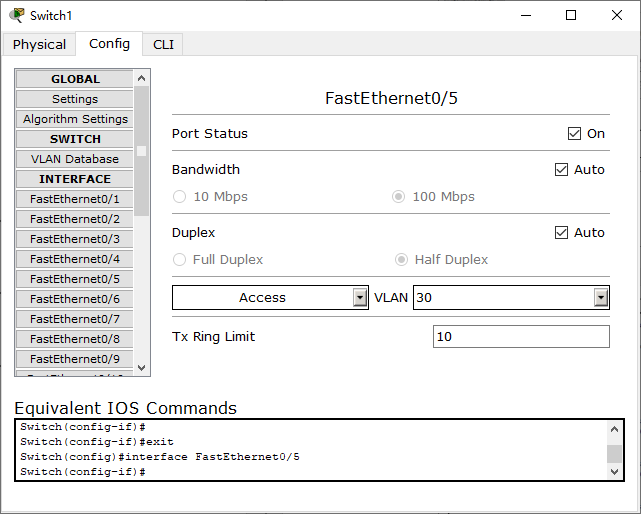 Switch1
Physical Config CLI
GLOBAL
Settings
Algorithm Settings
SWITCH
VLAN Database
INTERFACE
FastEthernet0/1
FastEthernet0/2
FastEthernet0/3
FastEthernet0/4
FastEthernet0/5
FastEthernet0/6
FastEthernet0/7
FastEthernet0/8
FastEthernet0/9
FastEthernet0/5
Port Status On
Bandwidth Auto
10 Mbps 100 Mbps
Duplex Auto
Full Duplex Half Duplex
Access VLAN 30
Tx Ring Limit 10
Equivalent IOS Commands
Switch(config-if)#
Switch(config-if)#exit
Switch(config)#interface FastEthernet0/5
Switch(config-if)#